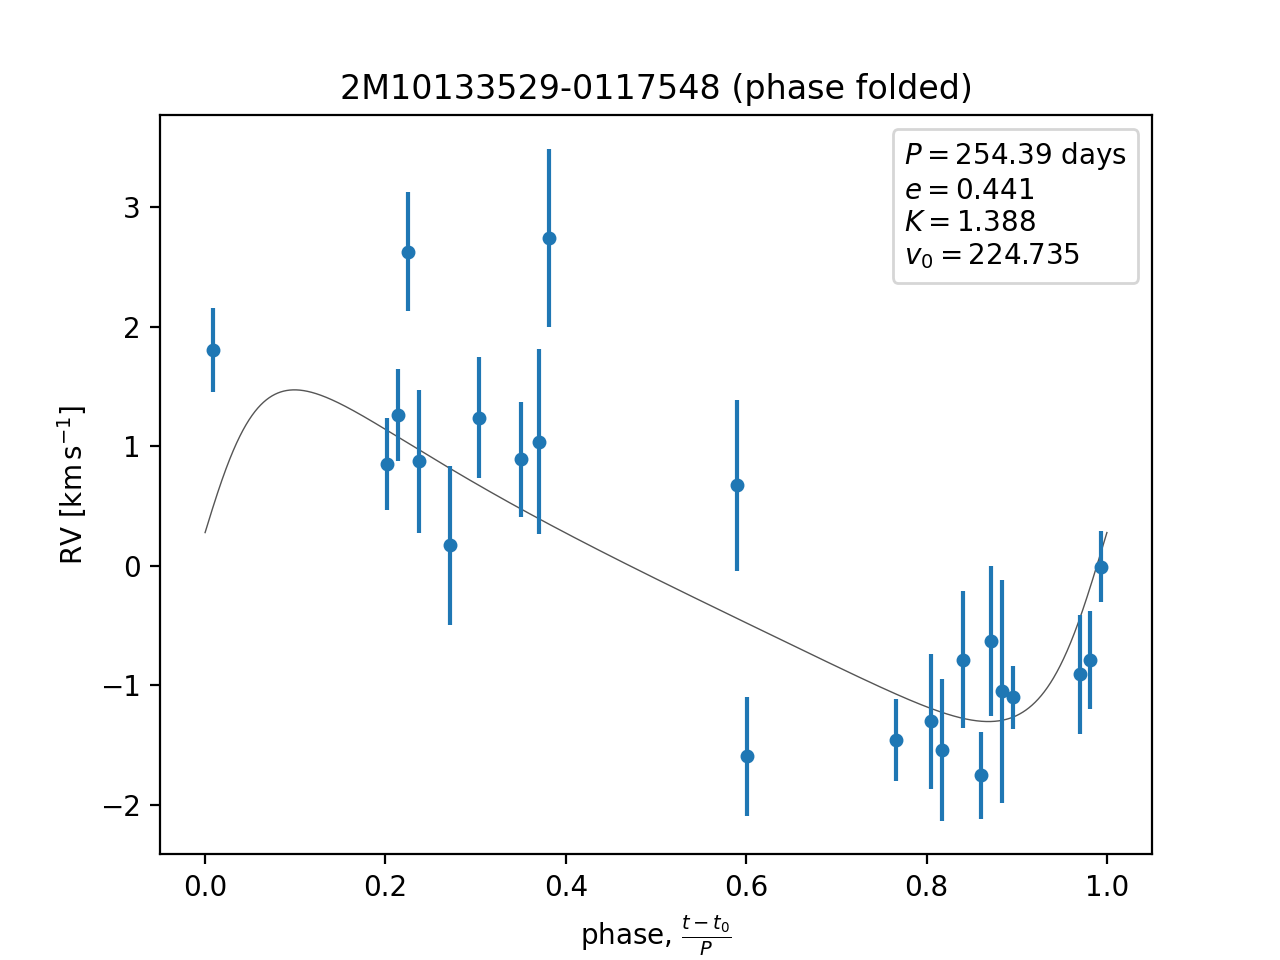 2M10133529-0117548 (phase folded)
P = 254.39 days
e = 0.441
K = 1.388
v₀ = 224.735
3
2
1
0
−1
−2
RV [km s⁻¹]
0.0 0.2 0.4 0.6 0.8 1.0
phase, (t − t₀)/P